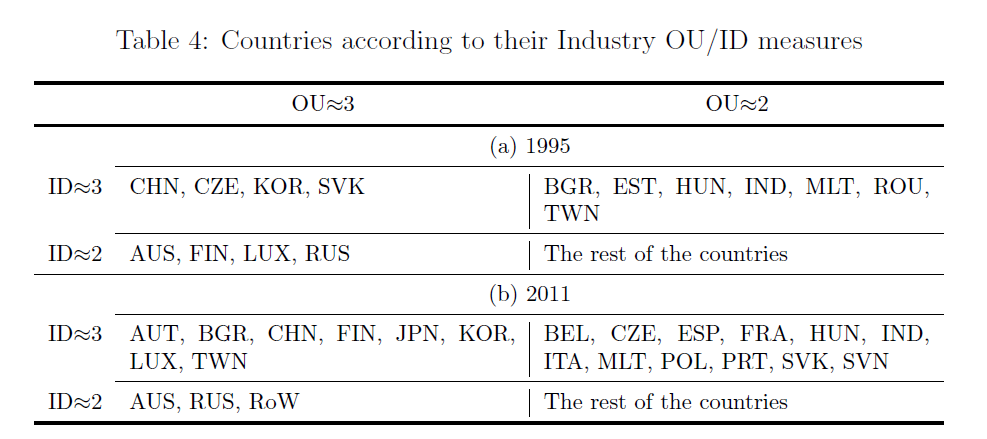 Table 4: Countries according to their Industry OU/ID measures
OU≈3 OU≈2
(a) 1995
ID≈3 CHN, CZE, KOR, SVK BGR, EST, HUN, IND, MLT, ROU,
TWN
ID≈2 AUS, FIN, LUX, RUS The rest of the countries
(b) 2011
ID≈3 AUT, BGR, CHN, FIN, JPN, KOR, BEL, CZE, ESP, FRA, HUN, IND,
LUX, TWN ITA, MLT, POL, PRT, SVK, SVN
ID≈2 AUS, RUS, RoW The rest of the countries